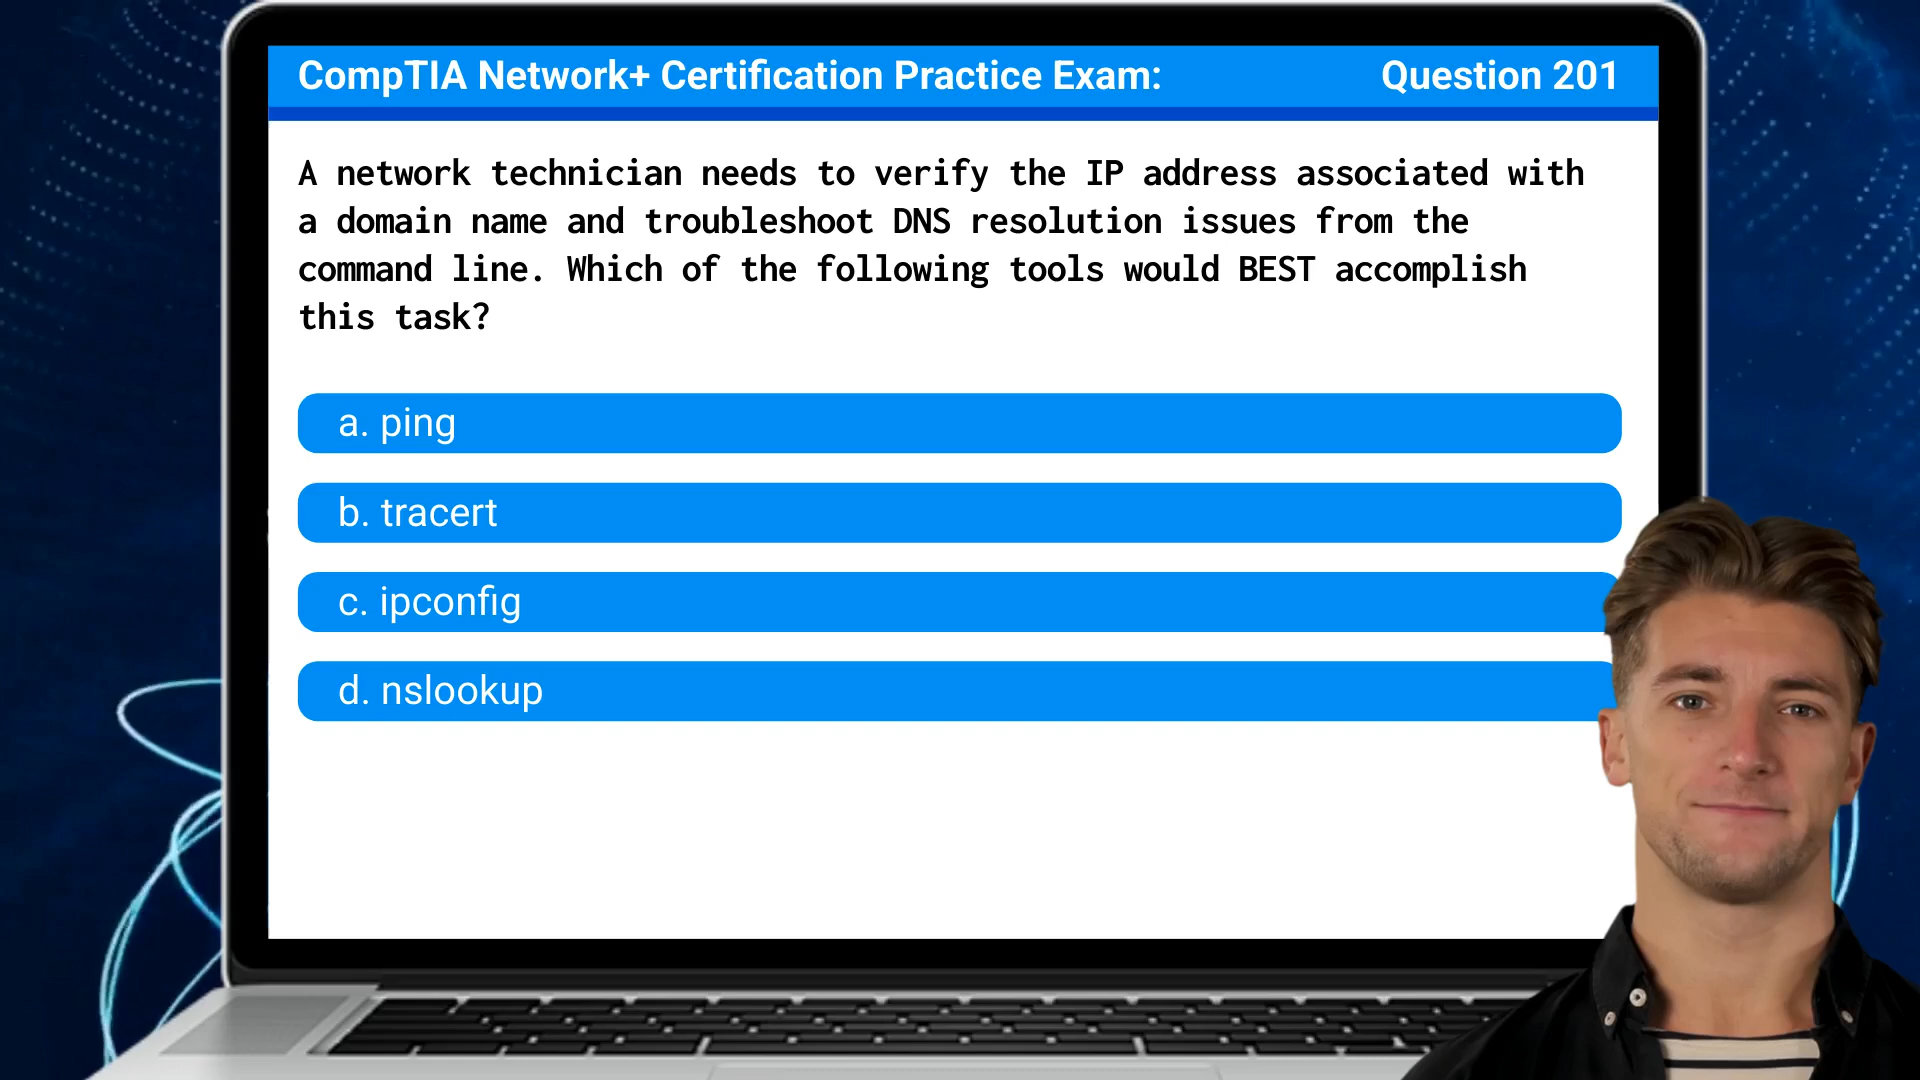 CompTIA Network+ Certification Practice Exam: Question 201
A network technician needs to verify the IP address associated with
a domain name and troubleshoot DNS resolution issues from the
command line. Which of the following tools would BEST accomplish
this task?
a. ping
b. tracert
c. ipconfig
d. nslookup